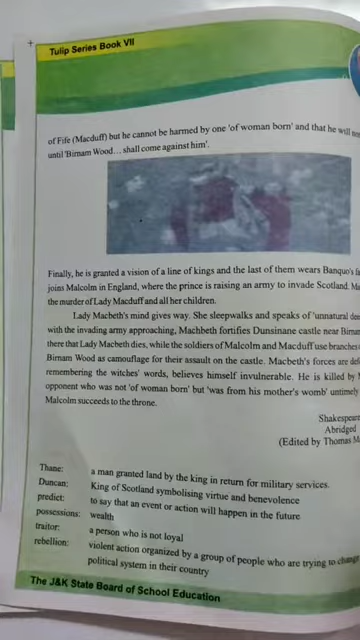 Tulip Series Book VII
of Fife (Macduff) but he cannot be harmed by one 'of woman born' and that he will
until 'Birnam Wood... shall come against him'.
Finally, he is granted a vision of a line of kings and the last of them wears Banquo's
joins Malcolm in England, where the prince is raising an army to invade Scotland.
the murder of Lady Macduff and all her children.
Lady Macbeth's mind gives way. She sleepwalks and speaks of 'unnatural
with the invading army approaching, Machbeth fortifies Dunsinane castle near
there that Lady Macbeth dies, while the soldiers of Malcolm and Macduff use branches
Birnam Wood as camouflage for their assault on the castle. Macbeth's forces are
remembering the witches' words, believes himself invulnerable. He is killed by
opponent who was not 'of woman born' but 'was from his mother's womb' untimely
Malcolm succeeds to the throne.
Abridged
(Edited by Thomas
Thane: a man granted land by the king in return for military services.
Duncan: King of Scotland symbolising virtue and benevolence
predict: to say that an event or action will happen in the future
possessions: wealth
traitor: a person who is not loyal
rebellion: violent action organized by a group of people who are trying to change
political system in their country
The J&K State Board of School Education